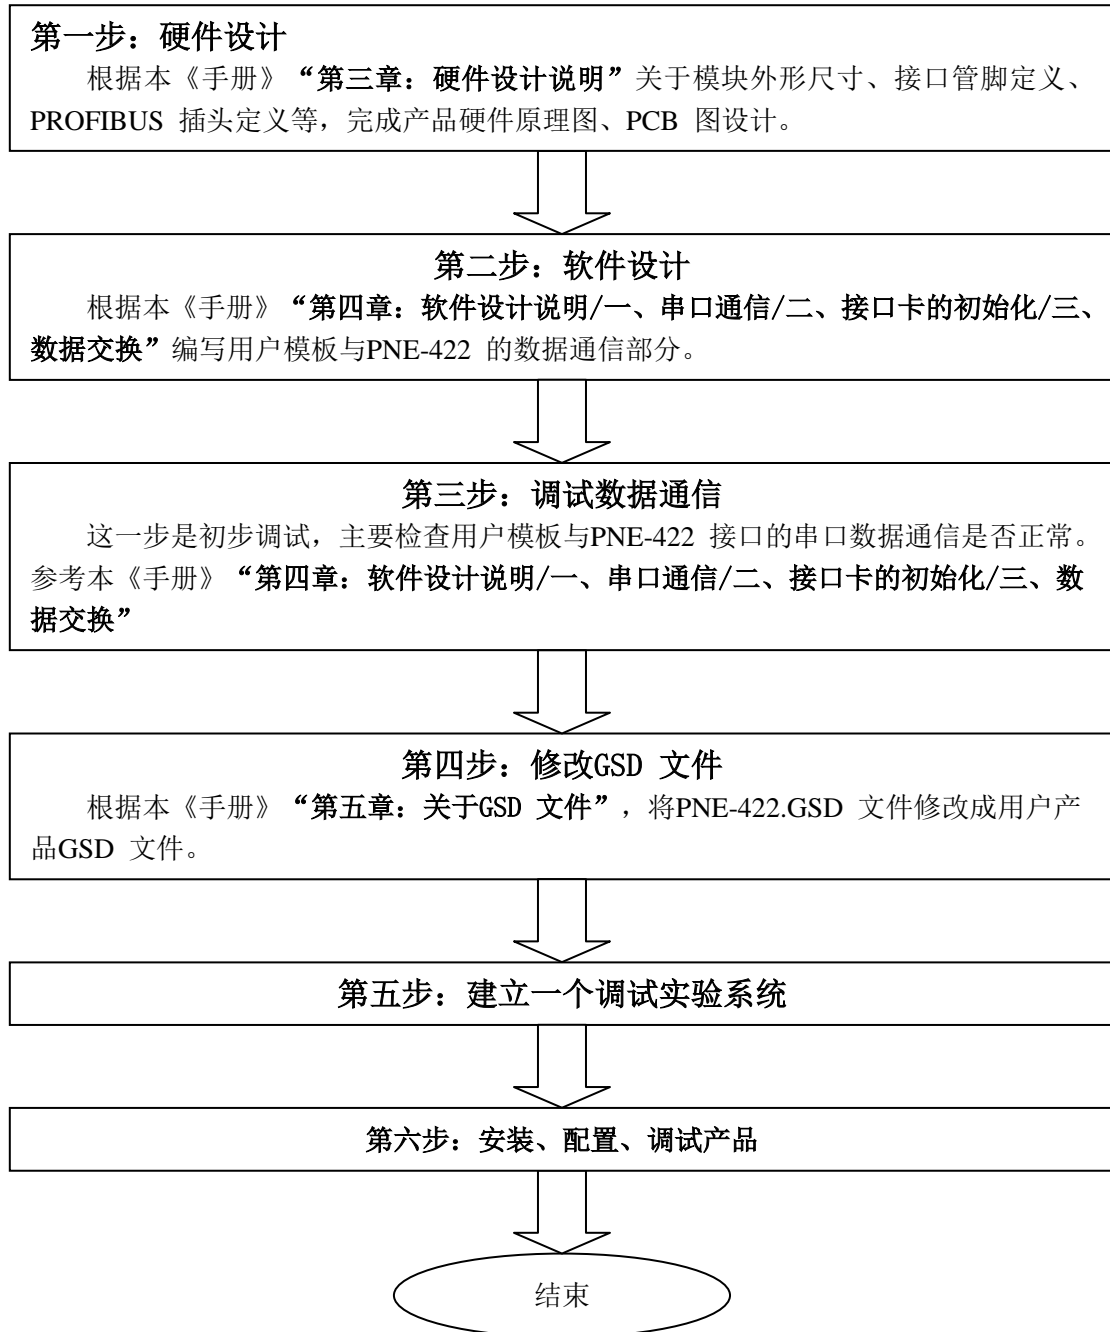 第一步：硬件设计
根据本《手册》“第三章：硬件设计说明”关于模块外形尺寸、接口管脚定义、
PROFIBUS 插头定义等，完成产品硬件原理图、PCB 图设计。
第二步：软件设计
根据本《手册》“第四章：软件设计说明/一、串口通信/二、接口卡的初始化/三、
数据交换”编写用户模板与PNE-422 的数据通信部分。
第三步：调试数据通信
这一步是初步调试，主要检查用户模板与PNE-422 接口的串口数据通信是否正常。
参考本《手册》“第四章：软件设计说明/一、串口通信/二、接口卡的初始化/三、数
据交换”
第四步：修改GSD 文件
根据本《手册》“第五章：关于GSD 文件”，将PNE-422.GSD 文件修改成用户产
品GSD 文件。
第五步：建立一个调试实验系统
第六步：安装、配置、调试产品
结束